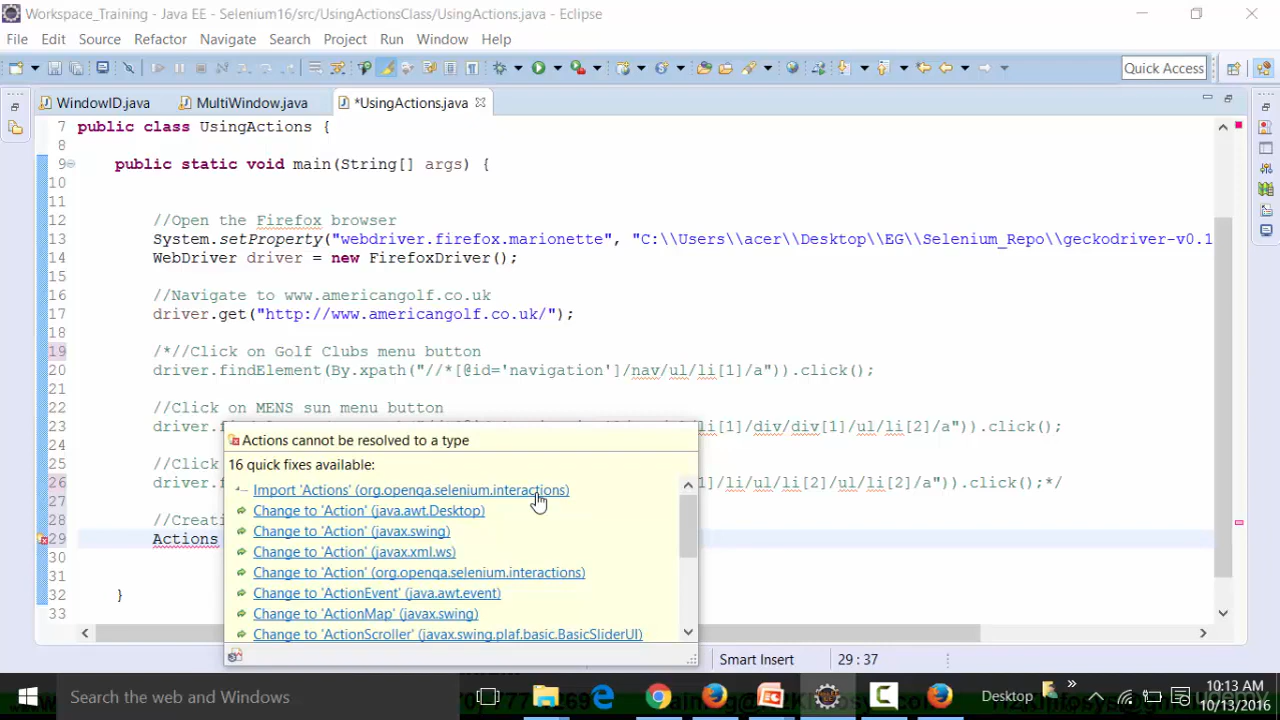 Workspace_Training - Java EE - Selenium16/src/UsingActionsClass/UsingActions.java - Eclipse
File Edit Source Refactor Navigate Search Project Run Window Help
Quick Access
WindowID.java MultiWindow.java *UsingActions.java
7 public class UsingActions {
8
9 public static void main(String[] args) {
10
11
12 //Open the Firefox browser
13 System.setProperty("webdriver.firefox.marionette", "C:\\Users\\acer\\Desktop\\EG\\Selenium_Repo\\geckodriver-v0.1
14 WebDriver driver = new FirefoxDriver();
15
16 //Navigate to www.americangolf.co.uk
17 driver.get("http://www.americangolf.co.uk/");
18
19 /*//Click on Golf Clubs menu button
20 driver.findElement(By.xpath("//*[@id='navigation']/nav/ul/li[1]/a")).click();
21
22 //Click on MENS sun menu button
23 li[1]/div/div[1]/ul/li[2]/a")).click();
24
25 //Click
26 1]/li/ul/li[2]/ul/li[2]/a")).click();*/
27
28 //Creati
29 Actions
30
31
32 }
33
Actions cannot be resolved to a type
16 quick fixes available:
Import 'Actions' (org.openqa.selenium.interactions)
Change to 'Action' (java.awt.Desktop)
Change to 'Action' (javax.swing)
Change to 'Action' (javax.xml.ws)
Change to 'Action' (org.openqa.selenium.interactions)
Change to 'ActionEvent' (java.awt.event)
Change to 'ActionMap' (javax.swing)
Change to 'ActionScroller' (javax.swing.plaf.basic.BasicSliderUI)
Smart Insert 29 : 37
Search the web and Windows
Desktop
10:13 AM
10/13/2016